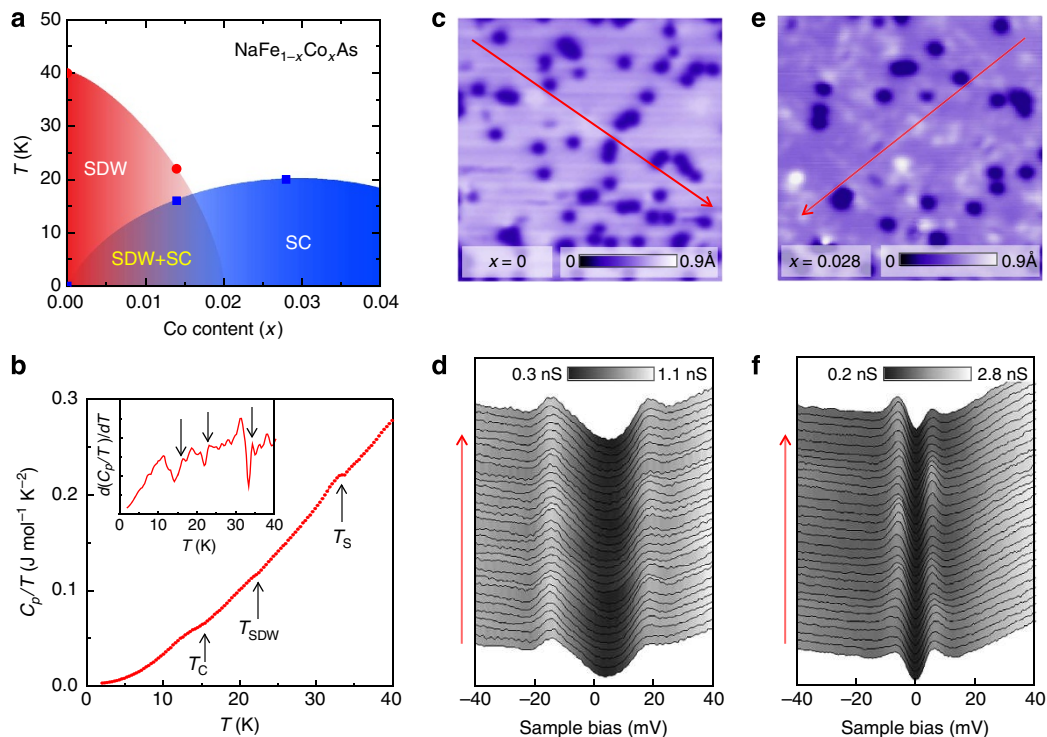 a
NaFe1−xCoxAs
50
40
30
20
10
0
T (K)
SDW
SDW+SC
SC
0.00 0.01 0.02 0.03 0.04
Co content (x)
b
0.3
0.2
0.1
0.0
Cp/T (J mol−1 K−2)
d(Cp/T)/dT
0 10 20 30 40
T (K)
TS
TSDW
TC
0 10 20 30 40
T (K)
c
x = 0
0 0.9Å
d
0.3 nS 1.1 nS
−40 −20 0 20 40
Sample bias (mV)
e
x = 0.028
0 0.9Å
f
0.2 nS 2.8 nS
−40 −20 0 20 40
Sample bias (mV)